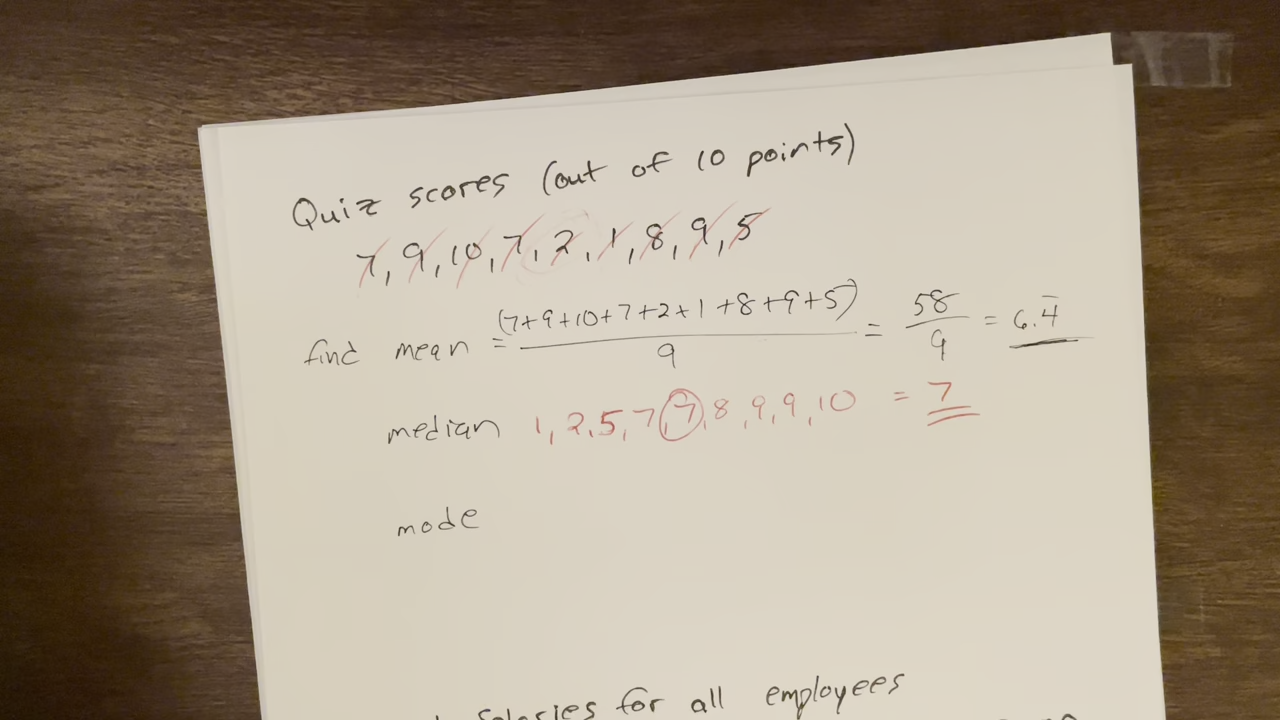 Quiz scores (out of 10 points)
7, 9, 10, 7, 2, 1, 8, 9, 5
find mean = (7+9+10+7+2+1+8+9+5) / 9 = 58/9 = 6.4̅
median 1, 2, 5, 7, 7, 8, 9, 9, 10 = 7
mode
salaries for all employees